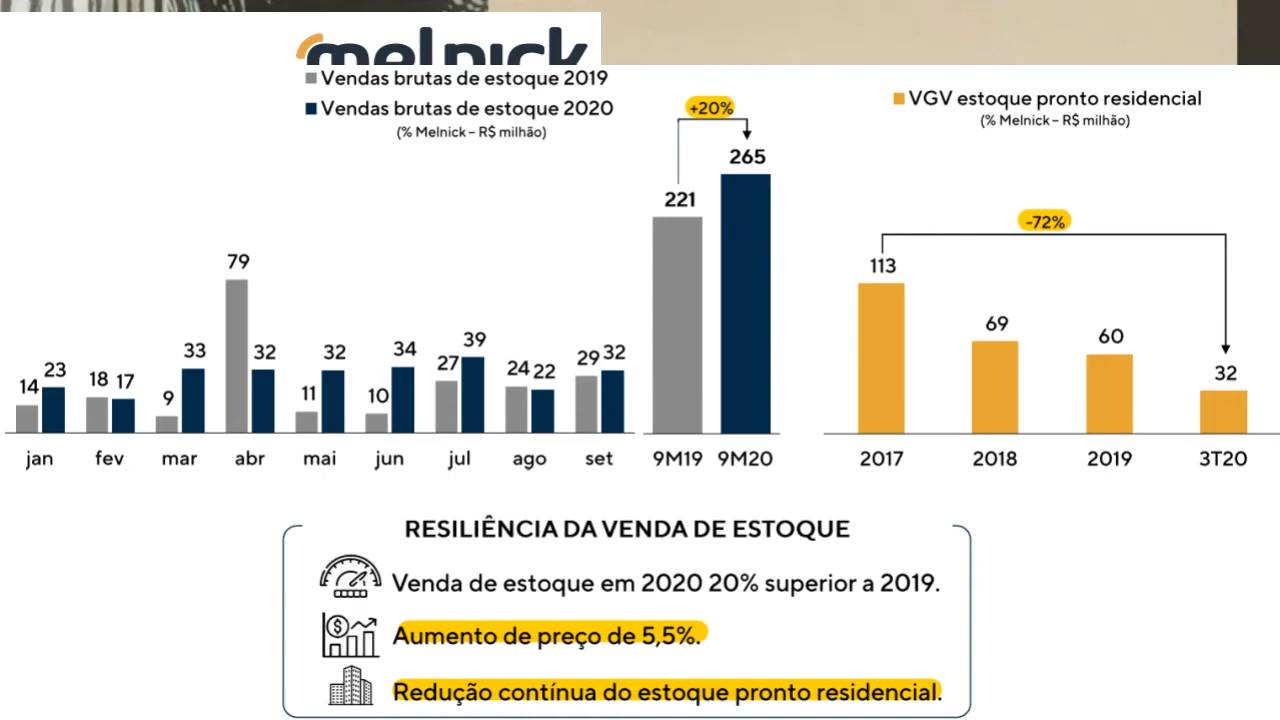 melnick
Vendas brutas de estoque 2019
Vendas brutas de estoque 2020
(% Melnick – R$ milhão)
+20%
265
221
79
14 23
18 17
9 33
32
11 32
10 34
27 39
24 22
29 32
jan fev mar abr mai jun jul ago set 9M19 9M20
VGV estoque pronto residencial
(% Melnick – R$ milhão)
-72%
113
69
60
32
2017 2018 2019 3T20
RESILIÊNCIA DA VENDA DE ESTOQUE
Venda de estoque em 2020 20% superior a 2019.
$
Aumento de preço de 5,5%.
Redução contínua do estoque pronto residencial.